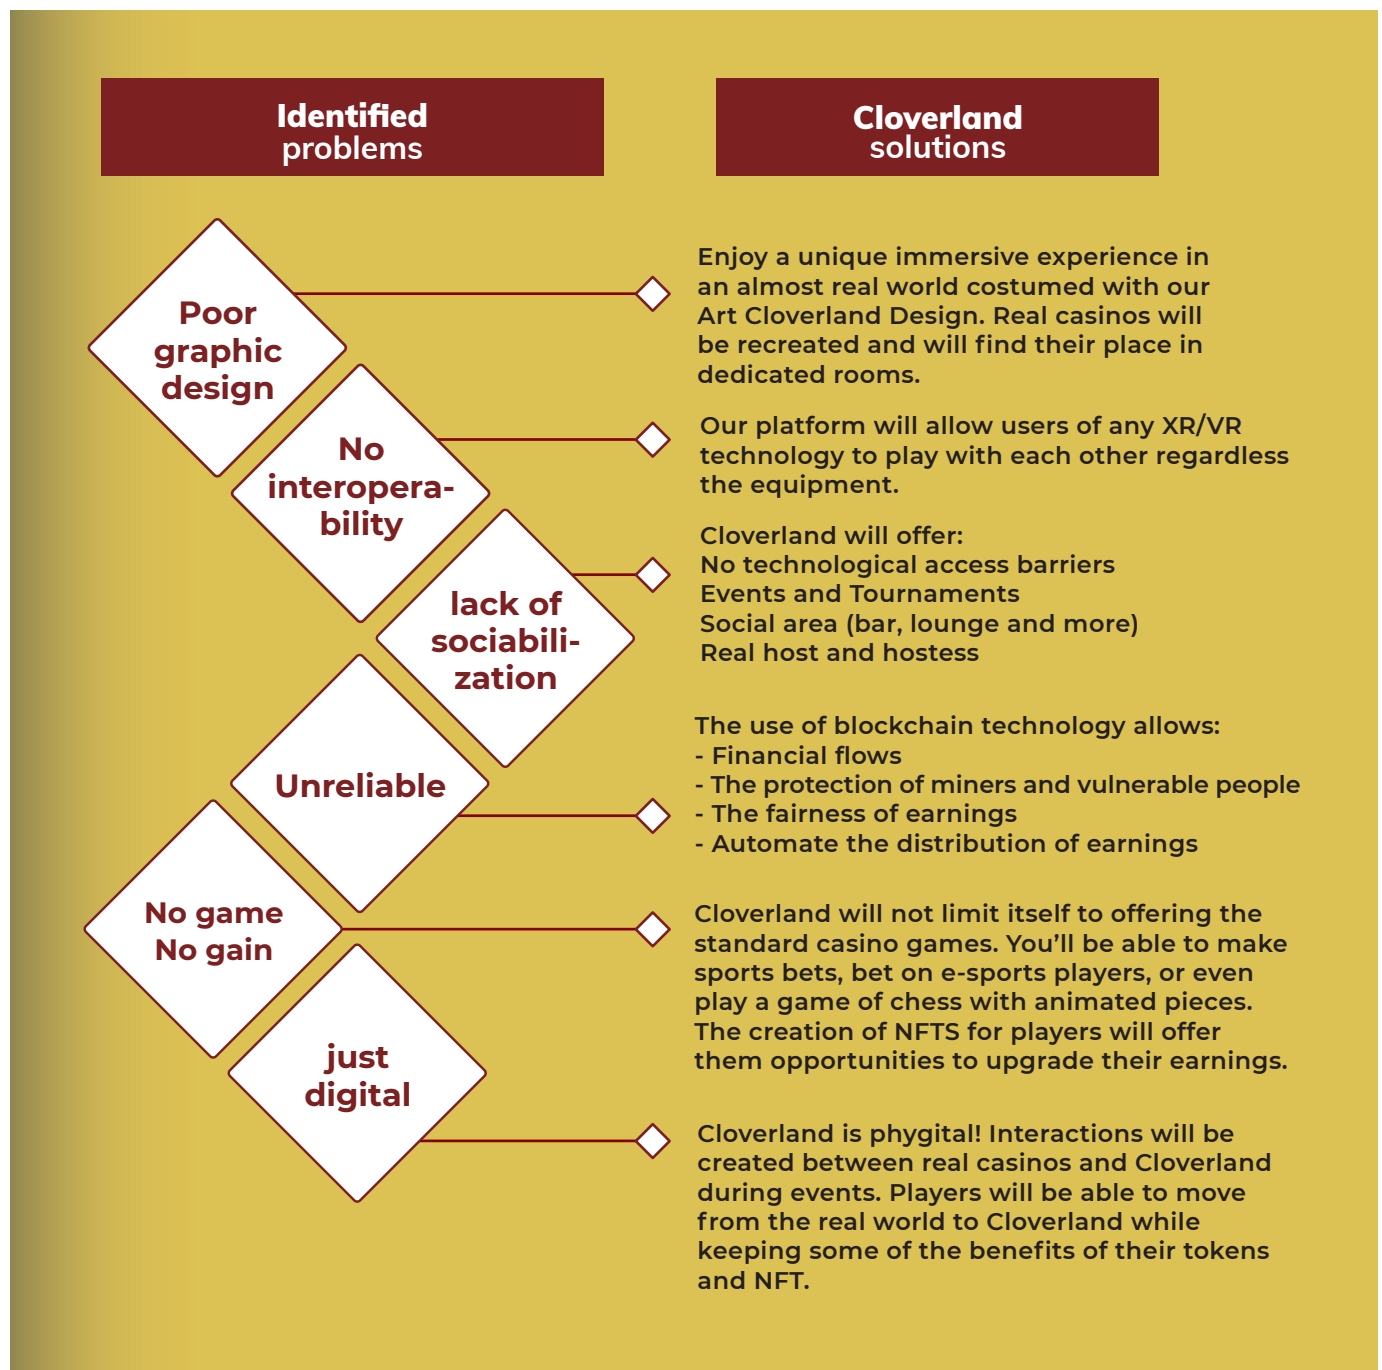 Identified
problems
Cloverland
solutions
Poor
graphic
design
Enjoy a unique immersive experience in
an almost real world costumed with our
Art Cloverland Design. Real casinos will
be recreated and will find their place in
dedicated rooms.
No
interopera-
bility
Our platform will allow users of any XR/VR
technology to play with each other regardless
the equipment.
lack of
sociabili-
zation
Cloverland will offer:
No technological access barriers
Events and Tournaments
Social area (bar, lounge and more)
Real host and hostess
Unreliable
The use of blockchain technology allows:
- Financial flows
- The protection of miners and vulnerable people
- The fairness of earnings
- Automate the distribution of earnings
No game
No gain
Cloverland will not limit itself to offering the
standard casino games. You’ll be able to make
sports bets, bet on e-sports players, or even
play a game of chess with animated pieces.
The creation of NFTS for players will offer
them opportunities to upgrade their earnings.
just
digital
Cloverland is phygital! Interactions will be
created between real casinos and Cloverland
during events. Players will be able to move
from the real world to Cloverland while
keeping some of the benefits of their tokens
and NFT.